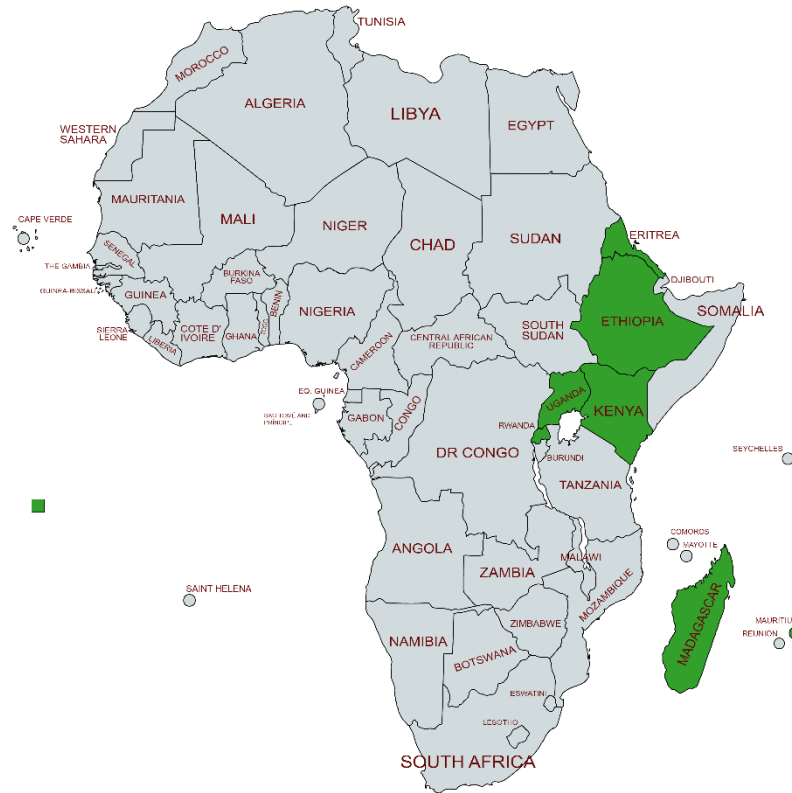 TUNISIA
MOROCCO
ALGERIA
LIBYA
EGYPT
WESTERN
SAHARA
MAURITANIA
MALI
NIGER
CHAD
SUDAN
ERITREA
CAPE VERDE
SENEGAL
THE GAMBIA
GUINEA-BISSAU
GUINEA
BURKINA
FASO
BENIN
TOGO
NIGERIA
DJIBOUTI
SOMALIA
ETHIOPIA
SIERRA
LEONE
LIBERIA
COTE D'
IVOIRE
GHANA
CAMEROON
CENTRAL AFRICAN
REPUBLIC
SOUTH
SUDAN
EQ. GUINEA
SAO TOMÉ AND
PRINCIPE
GABON
CONGO
UGANDA
KENYA
RWANDA
DR CONGO
BURUNDI
TANZANIA
SEYCHELLES
COMOROS
MAYOTTE
ANGOLA
ZAMBIA
MALAWI
MOZAMBIQUE
SAINT HELENA
MADAGASCAR
MAURITIU
REUNION
NAMIBIA
ZIMBABWE
BOTSWANA
ESWATINI
LESOTHO
SOUTH AFRICA